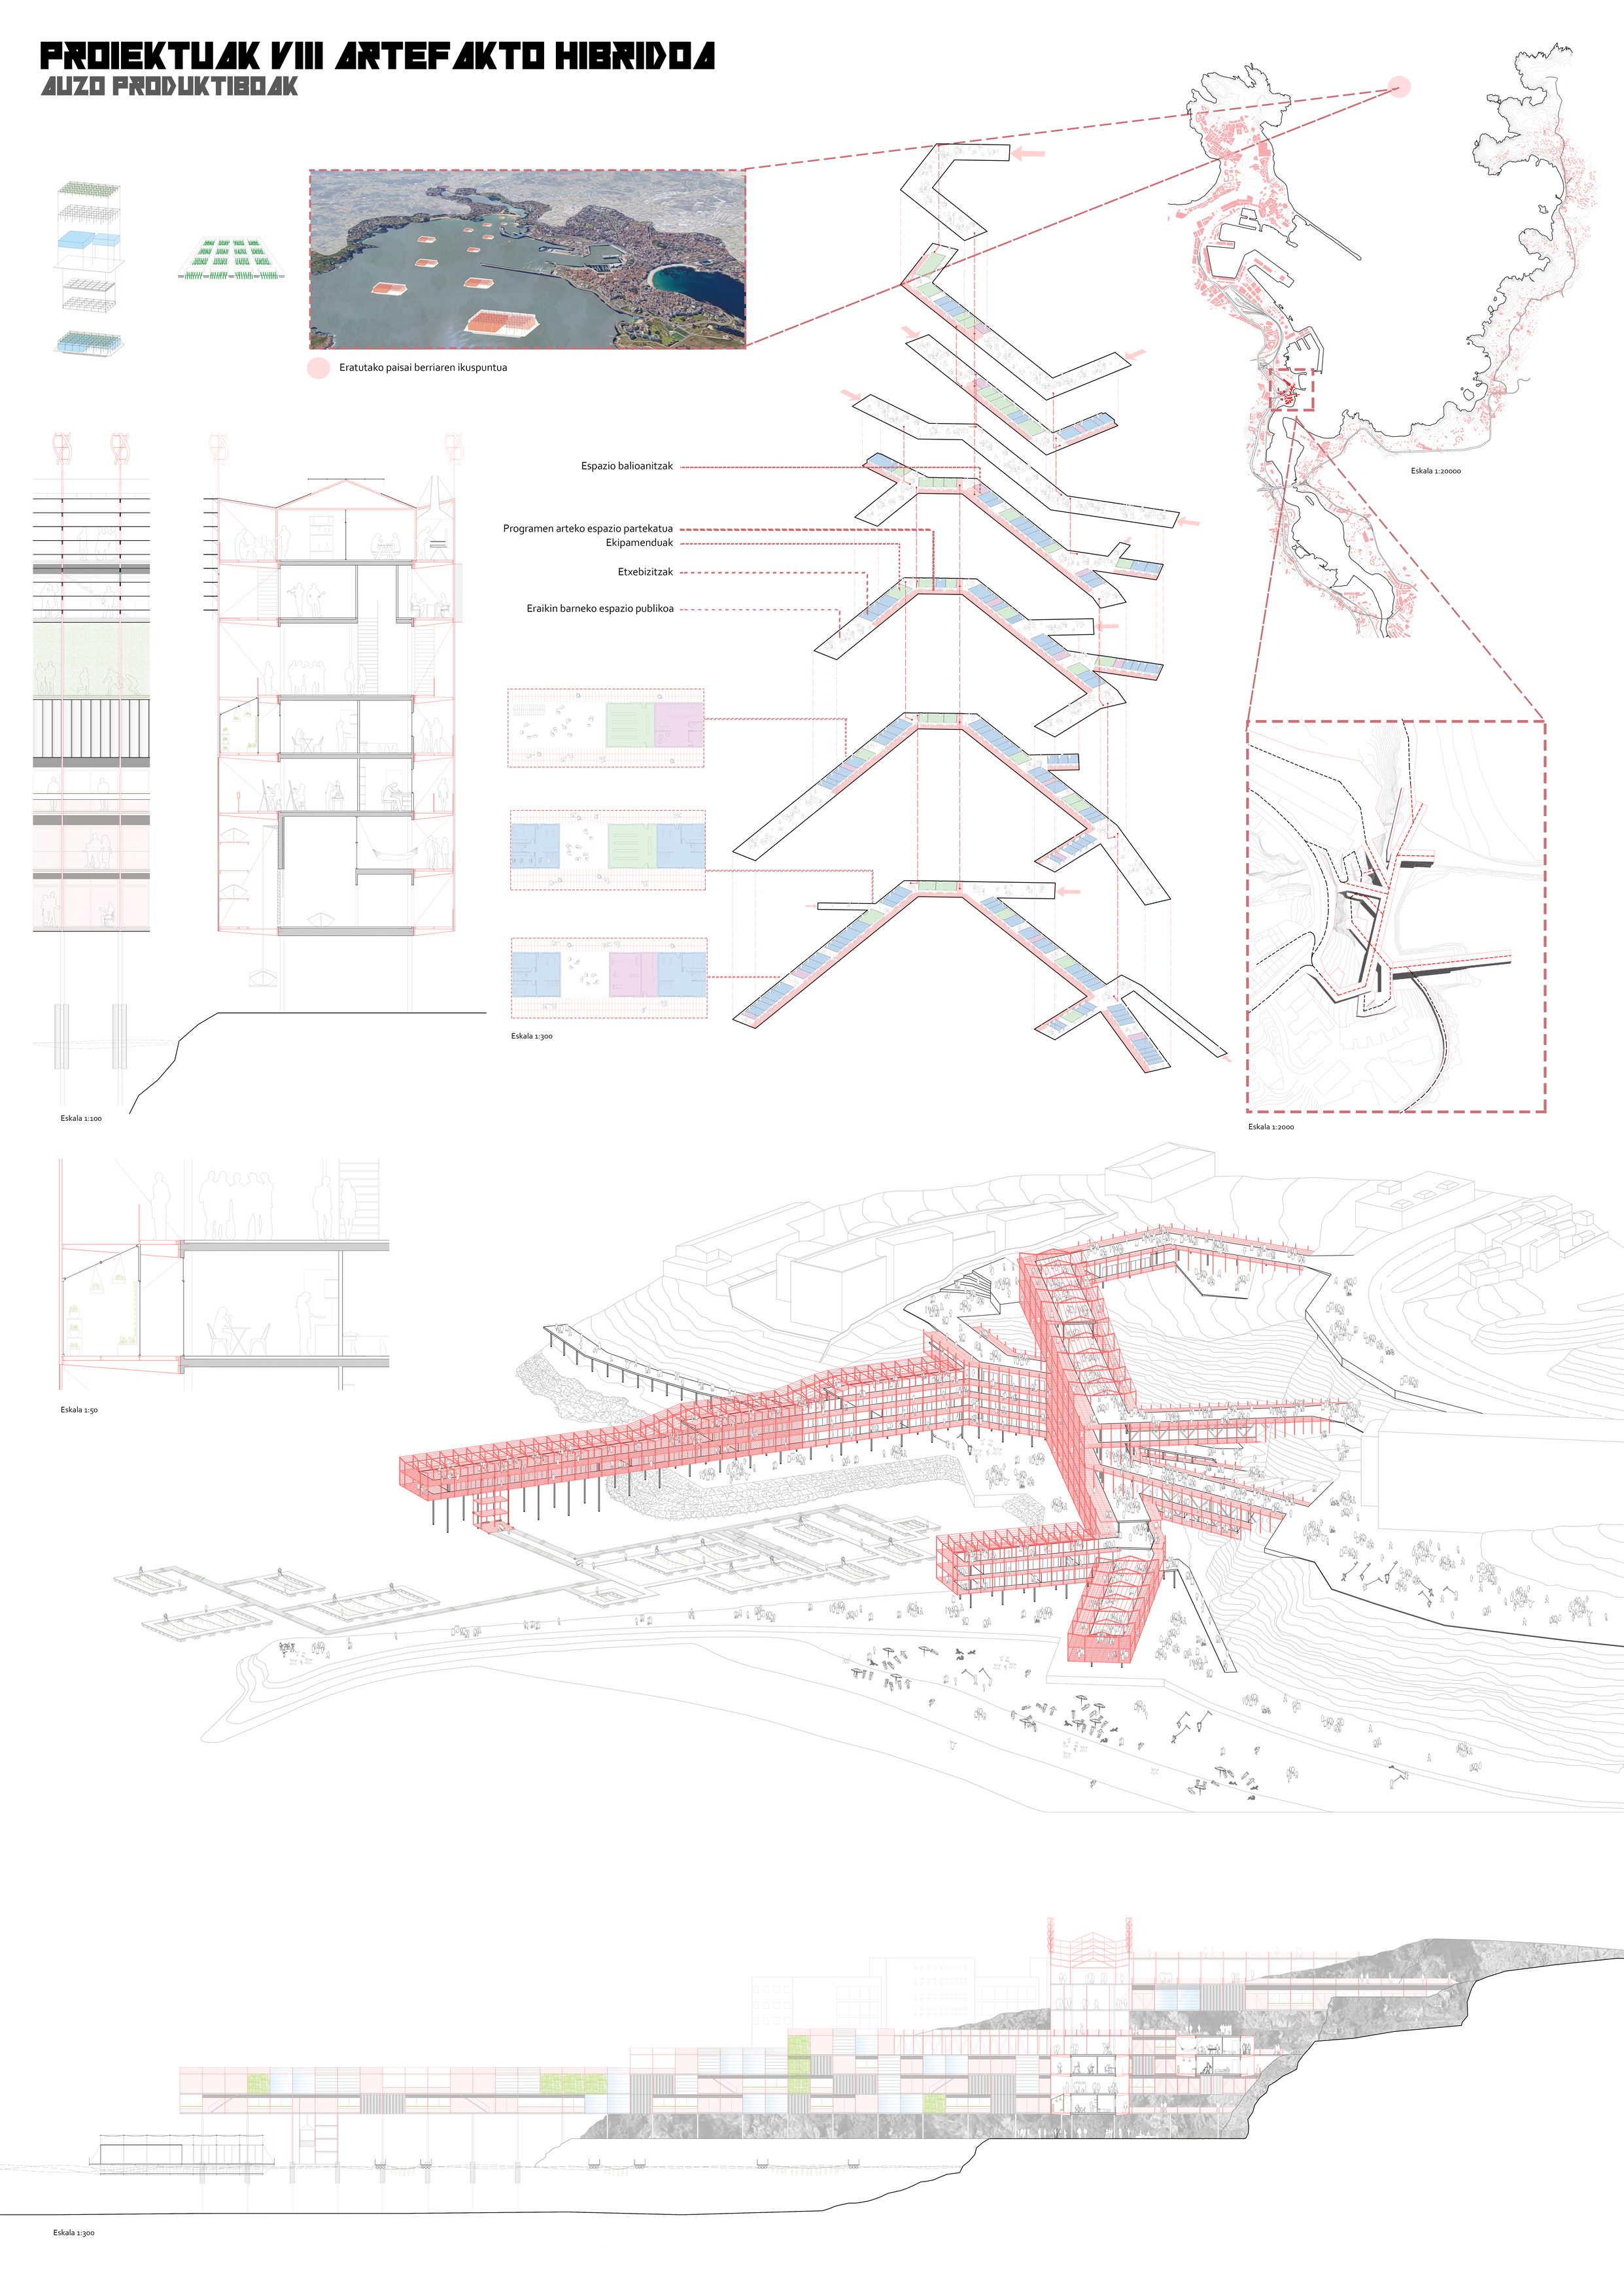 PROIEKTUAK VIII ARTEFAKTO HIBRIDOA
AUZO PRODUKTIBOAK
Eratutako paisai berriaren ikuspuntua
Espazio balioanitzak
Eskala 1:20000
Programen arteko espazio partekatua
Ekipamenduak
Etxebizitzak
Eraikin barneko espazio publikoa
Eskala 1:300
Eskala 1:100
Eskala 1:2000
Eskala 1:50
Eskala 1:300